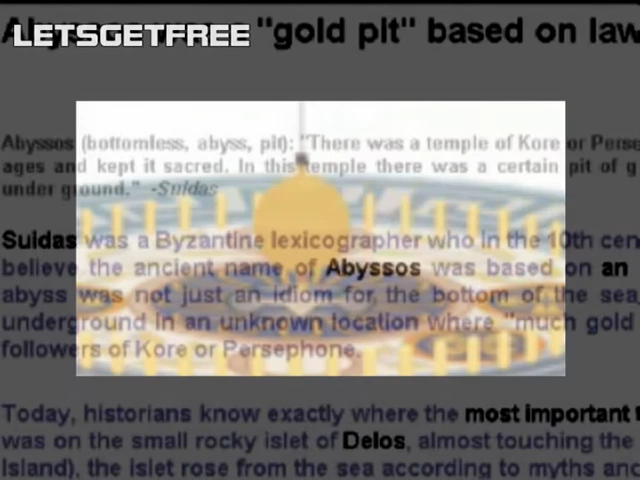 LETSGETFREE
"gold pit" based on law
Abyssos (bottomless, abyss, pit): "There was a temple of Kore or Perse
ages and kept it sacred. In this temple there was a certain pit of g
under ground." -Suidas
Suidas was a Byzantine lexicographer who in the 10th cen
believe the ancient name of Abyssos was based on an
abyss was not just an idiom for the bottom of the sea
underground in an unknown location where "much gold
followers of Kore or Persephone.
Today, historians know exactly where the most important t
was on the small rocky islet of Delos, almost touching the
Island), the islet rose from the sea according to myths and